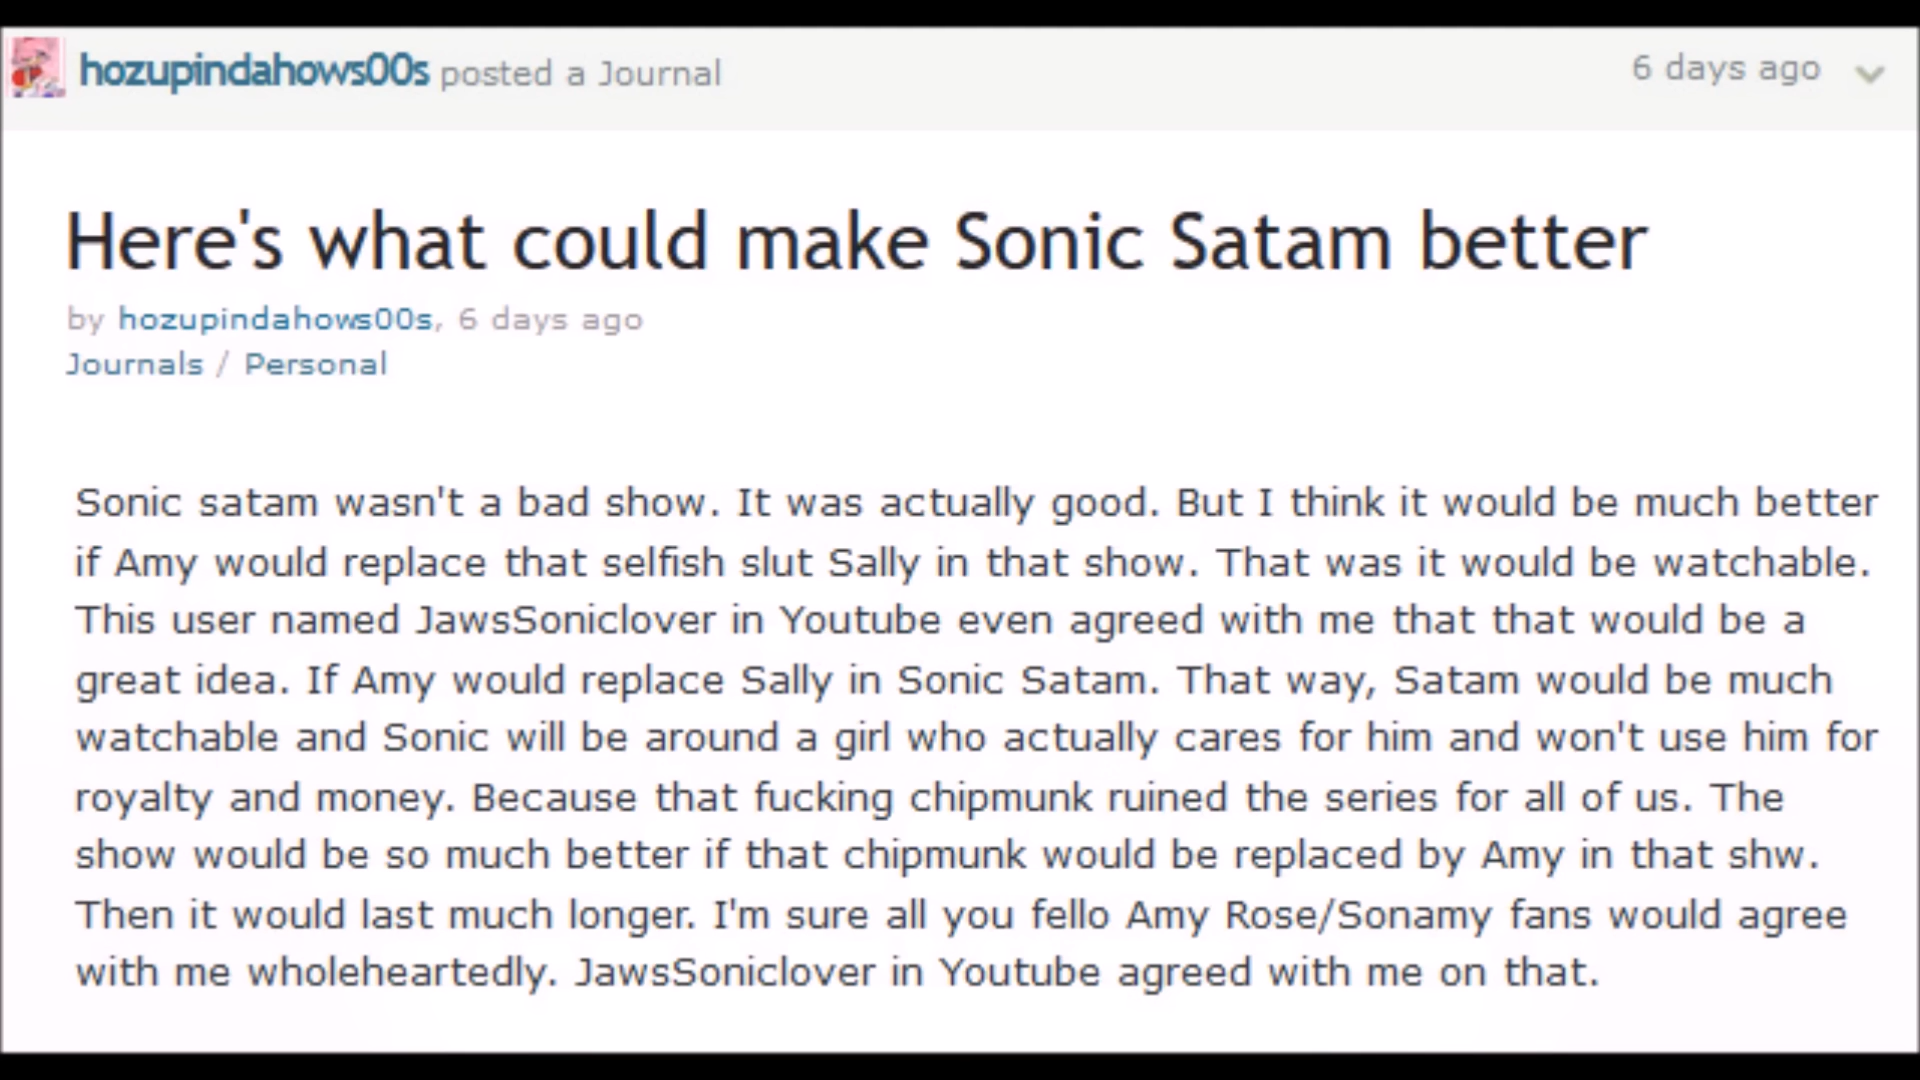 hozupindahows00s posted a Journal 6 days ago
Here's what could make Sonic Satam better
by hozupindahows00s, 6 days ago
Journals / Personal
Sonic satam wasn't a bad show. It was actually good. But I think it would be much better
if Amy would replace that selfish slut Sally in that show. That was it would be watchable.
This user named JawsSoniclover in Youtube even agreed with me that that would be a
great idea. If Amy would replace Sally in Sonic Satam. That way, Satam would be much
watchable and Sonic will be around a girl who actually cares for him and won't use him for
royalty and money. Because that fucking chipmunk ruined the series for all of us. The
show would be so much better if that chipmunk would be replaced by Amy in that shw.
Then it would last much longer. I'm sure all you fello Amy Rose/Sonamy fans would agree
with me wholeheartedly. JawsSoniclover in Youtube agreed with me on that.